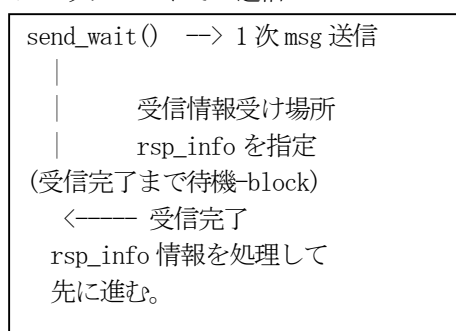 send_wait() --> 1次msg送信
|
| 受信情報受け場所
| rsp_infoを指定
(受信完了まで待機-block)
<----- 受信完了
rsp_info情報を処理して
先に進む。